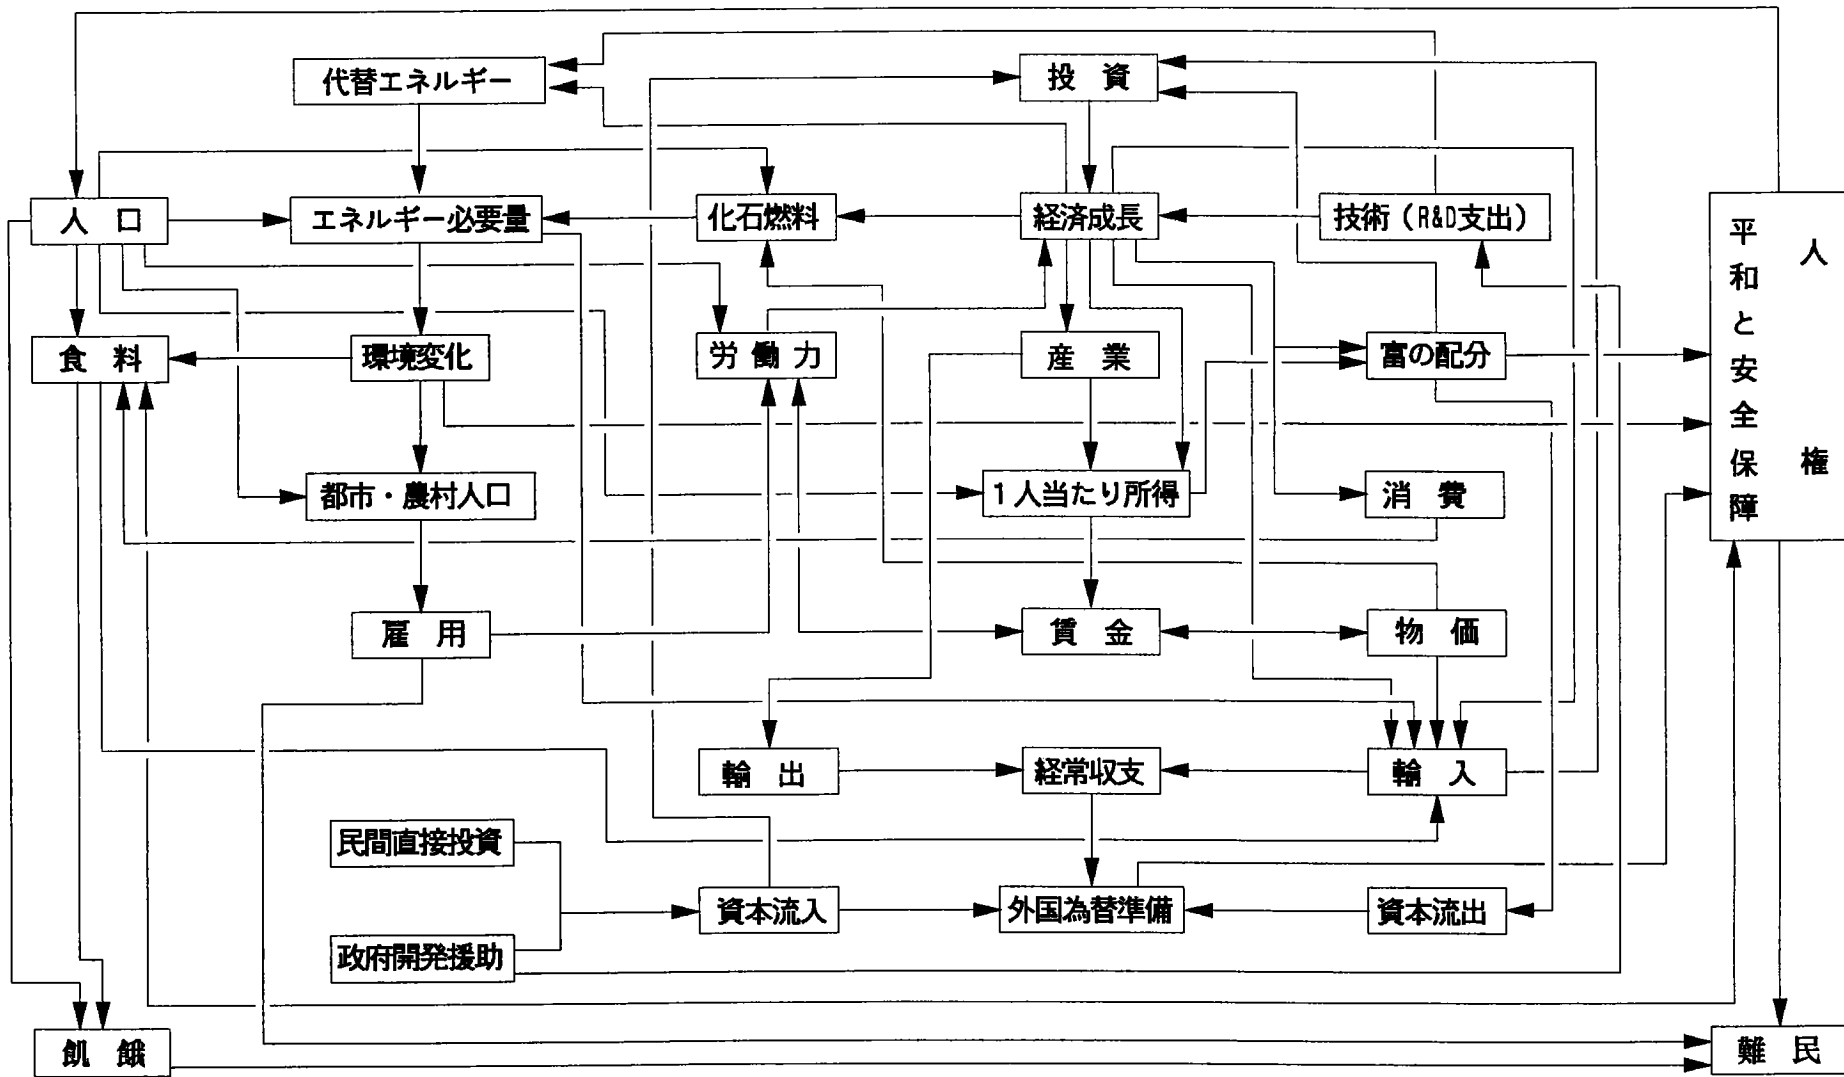 代替エネルギー
投 資
人 口
エネルギー必要量
化石燃料
経済成長
技術（R&D支出）
平和と安全保障
人 権
食 料
環境変化
労 働 力
産 業
富の配分
都市・農村人口
1人当たり所得
消 費
雇 用
賃 金
物 価
輸 出
経常収支
輸 入
民間直接投資
資本流入
外国為替準備
資本流出
政府開発援助
飢 餓
難 民